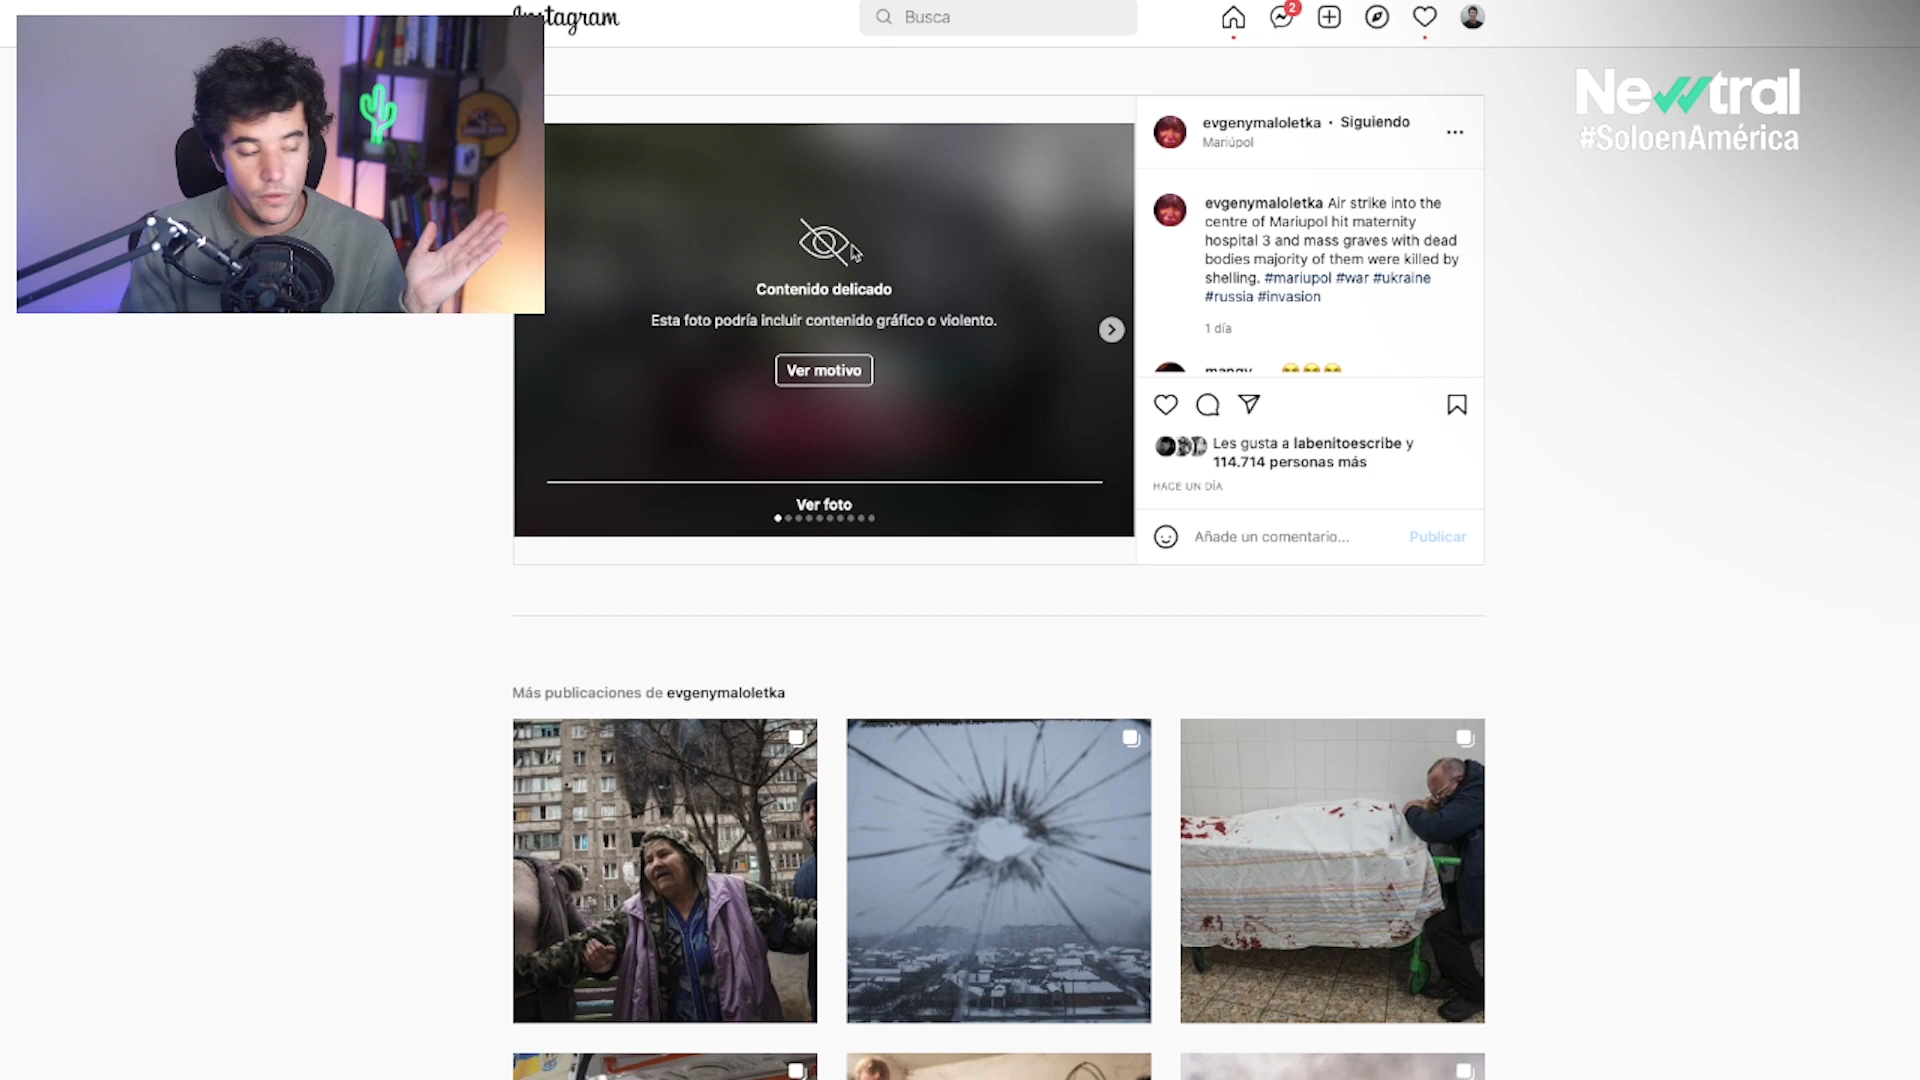 Instagram
Busca
2
Newtral
#SoloenAmérica
evgenymaloletka • Siguiendo
Mariúpol
evgenymaloletka Air strike into the
centre of Mariupol hit maternity
hospital 3 and mass graves with dead
bodies majority of them were killed by
shelling. #mariupol #war #ukraine
#russia #invasion
1 día
Contenido delicado
Esta foto podría incluir contenido gráfico o violento.
Ver motivo
Ver foto
Les gusta a labenitoescribe y
114.714 personas más
HACE UN DÍA
Añade un comentario...
Publicar
Más publicaciones de evgenymaloletka